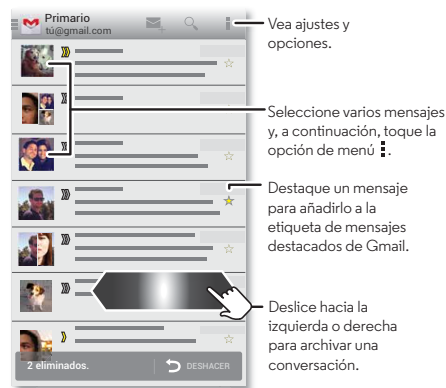 Primario
tú@gmail.com
Vea ajustes y
opciones.
Seleccione varios mensajes
y, a continuación, toque la
opción de menú .
Destaque un mensaje
para añadirlo a la
etiqueta de mensajes
destacados de Gmail.
Deslice hacia la
izquierda o derecha
para archivar una
conversación.
2 eliminados.
DESHACER